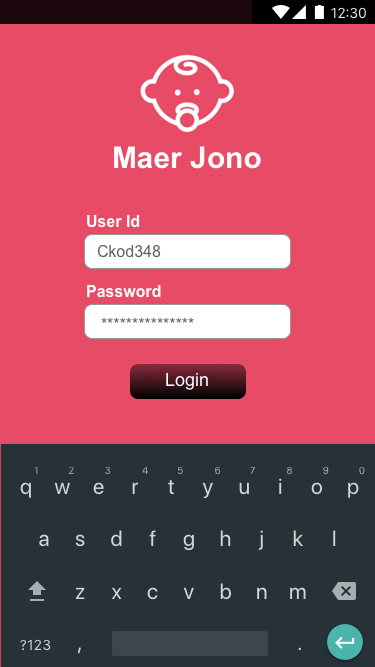 12:30
Maer Jono
User Id
Ckod348
Password
***************
Login
1 2 3 4 5 6 7 8 9 0
q w e r t y u i o p
a s d f g h j k l
z x c v b n m
?123 , .